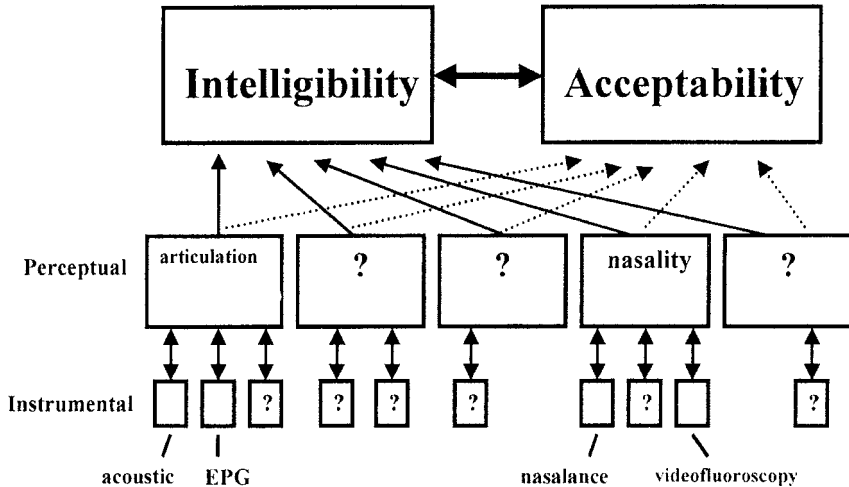 Intelligibility Acceptability
Perceptual articulation ? ? nasality ?
Instrumental ? ? ? ? ? ?
acoustic EPG nasalance videofluoroscopy